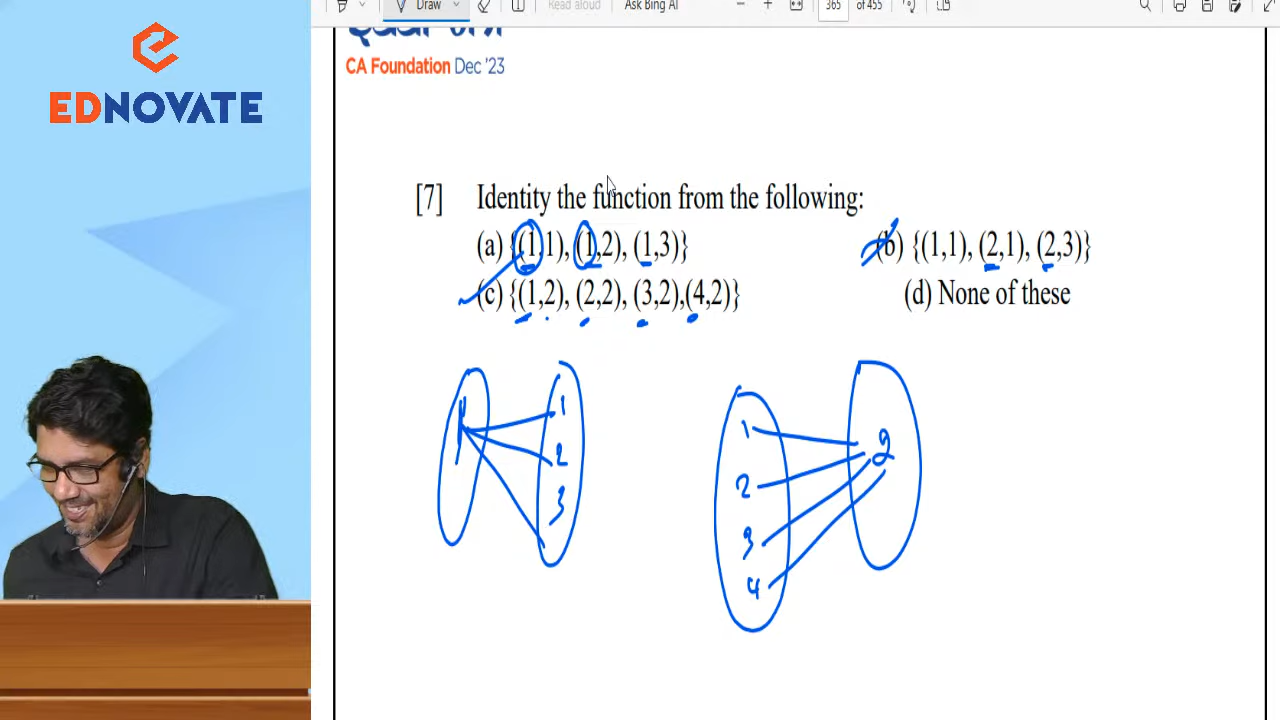 Draw
Read aloud
Ask Bing AI
365 of 455
EDNOVATE
CA Foundation Dec '23
[7] Identity the function from the following:
(a) {(1,1), (1,2), (1,3)} (b) {(1,1), (2,1), (2,3)}
(c) {(1,2), (2,2), (3,2),(4,2)} (d) None of these
1
1
2
3
1
2
3
4
2